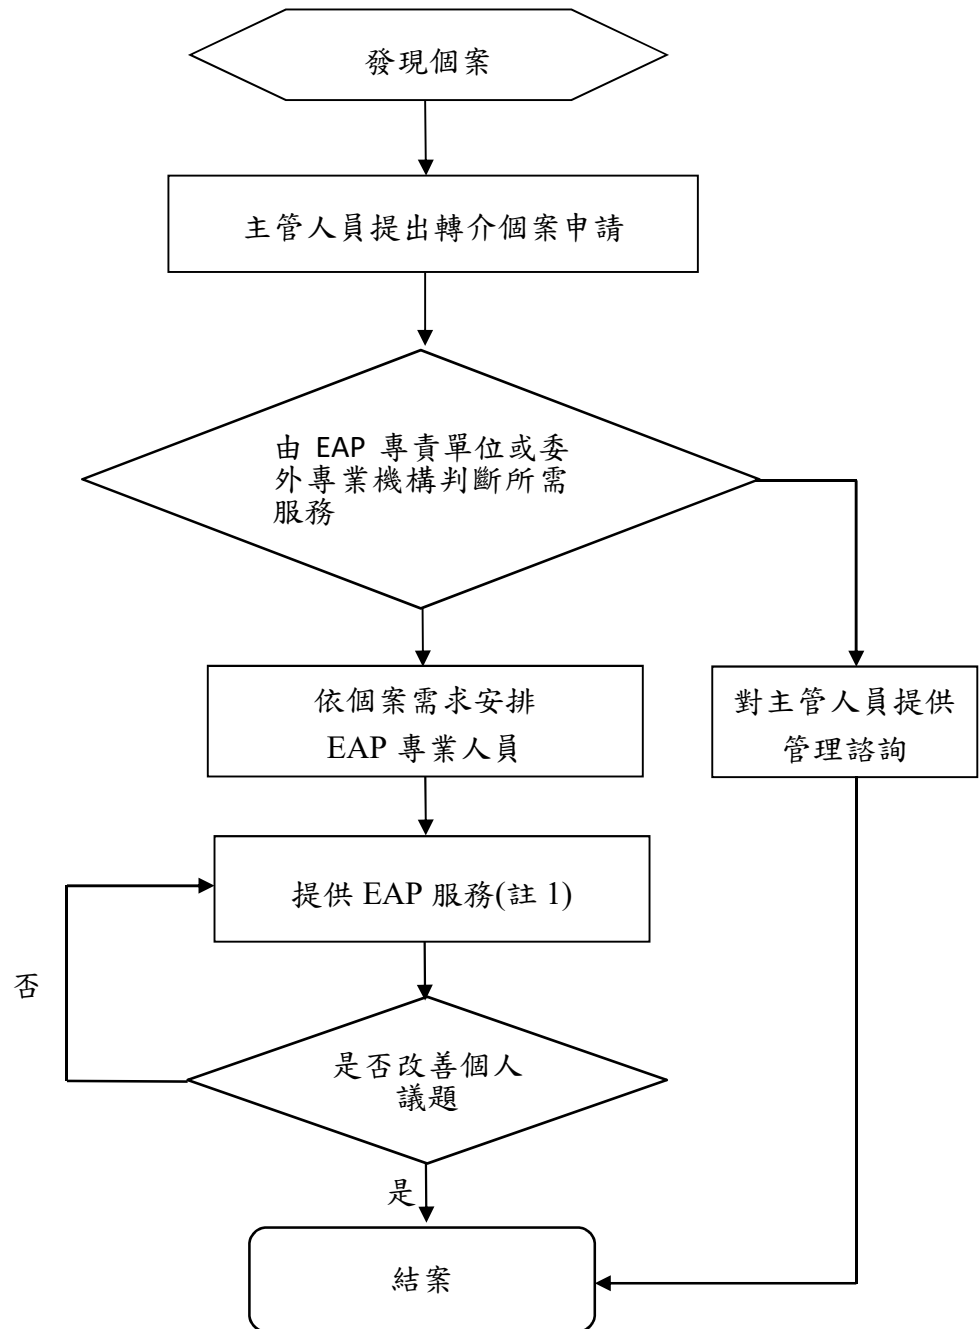 發現個案
主管人員提出轉介個案申請
由 EAP 專責單位或委
外專業機構判斷所需
服務
依個案需求安排
EAP 專業人員
對主管人員提供
管理諮詢
提供 EAP 服務(註 1)
否
是否改善個人
議題
是
結案